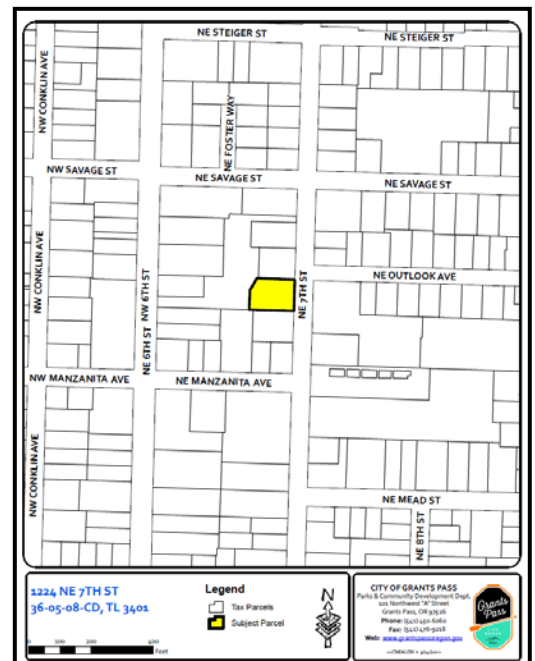 NE STEIGER ST
NE STEIGER ST
NW CONKLIN AVE
NE FOSTER WAY
NW SAVAGE ST
NE SAVAGE ST
NE SAVAGE ST
NW CONKLIN AVE
NW 6TH ST
NE 7TH ST
NE OUTLOOK AVE
NE 6TH ST
NW MANZANITA AVE
NE MANZANITA AVE
NW CONKLIN AVE
NE MEAD ST
NE 8TH ST
1224 NE 7TH ST
36-05-08-CD, TL 3401
Legend
Tax Parcels
Subject Parcel
N
0 100 200 400
Feet
CITY OF GRANTS PASS
Parks & Community Development Dept.
101 Northwest "A" Street
Grants Pass, OR 97526
Phone: (541) 450-6060
Fax: (541) 476-9218
Web: www.grantspassoregon.gov
Grants
Pass